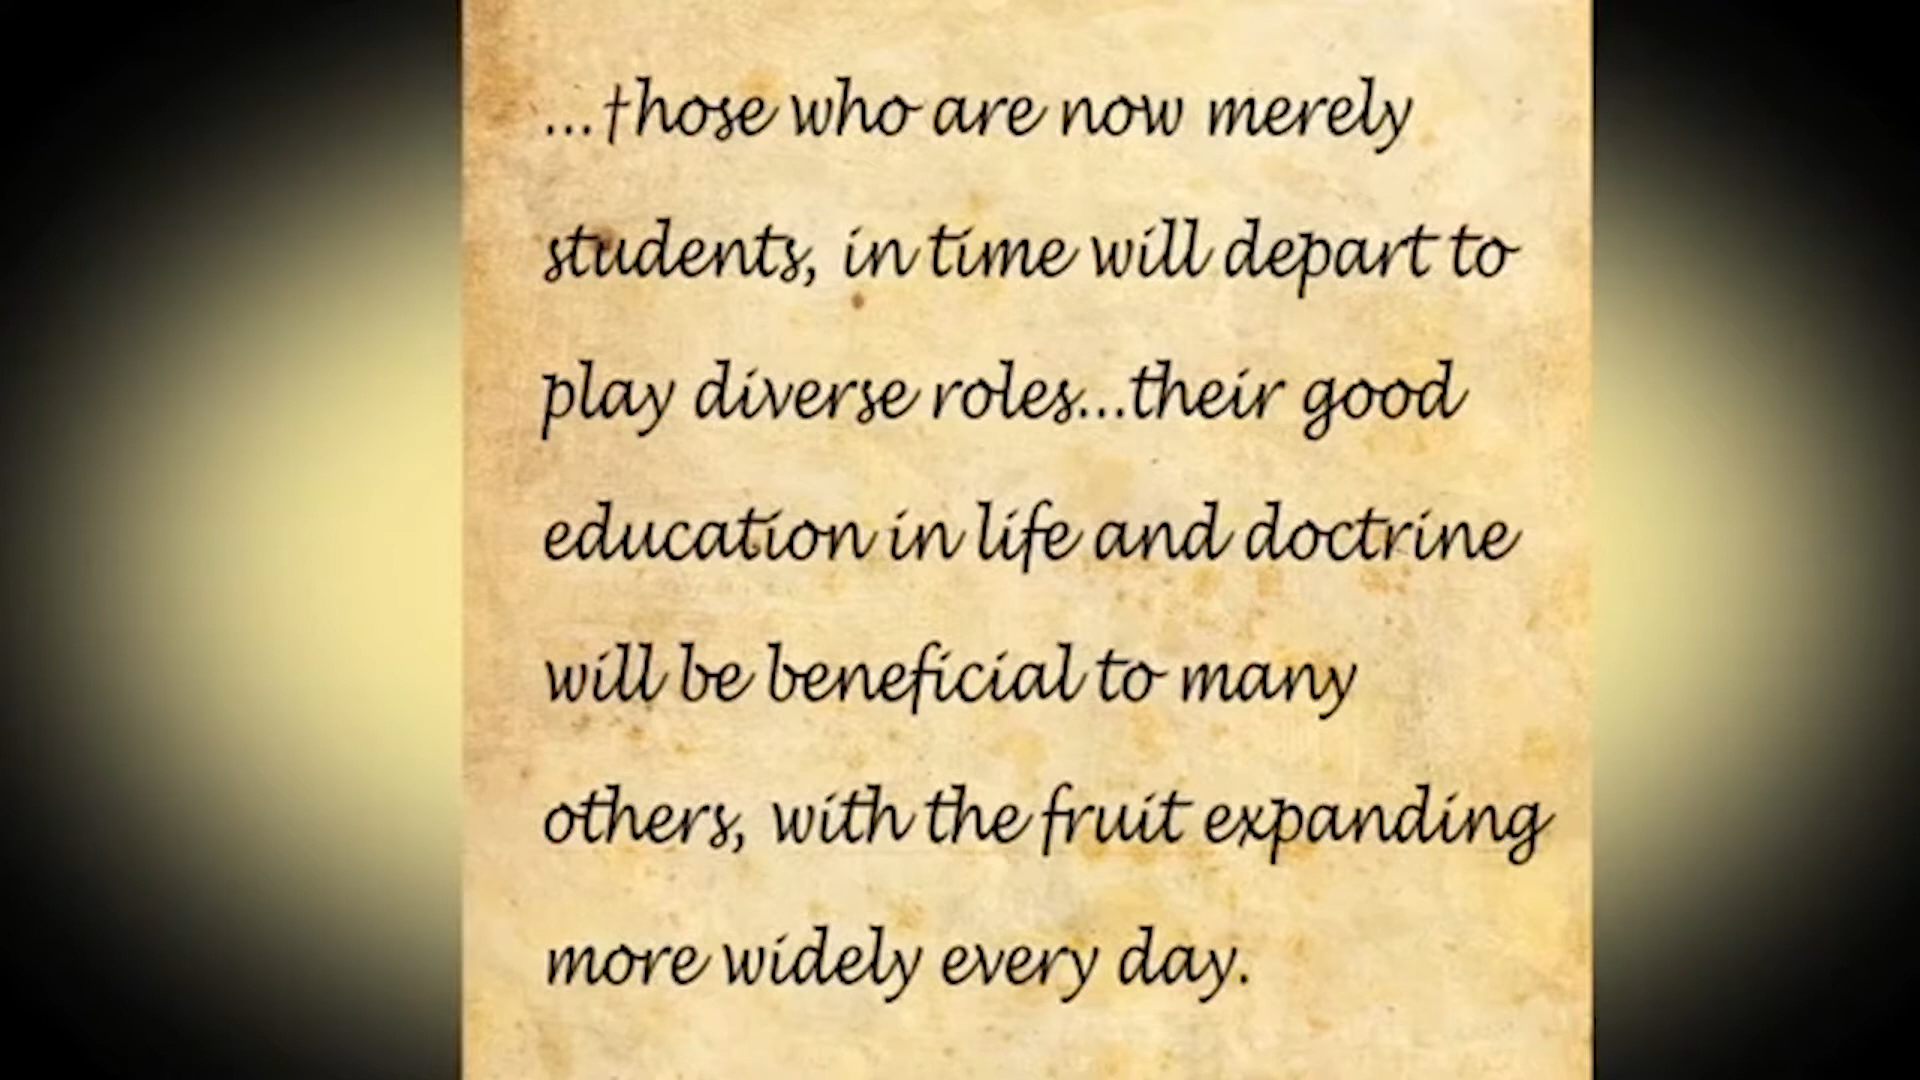 ...those who are now merely
students, in time will depart to
play diverse roles...their good
education in life and doctrine
will be beneficial to many
others, with the fruit expanding
more widely every day.